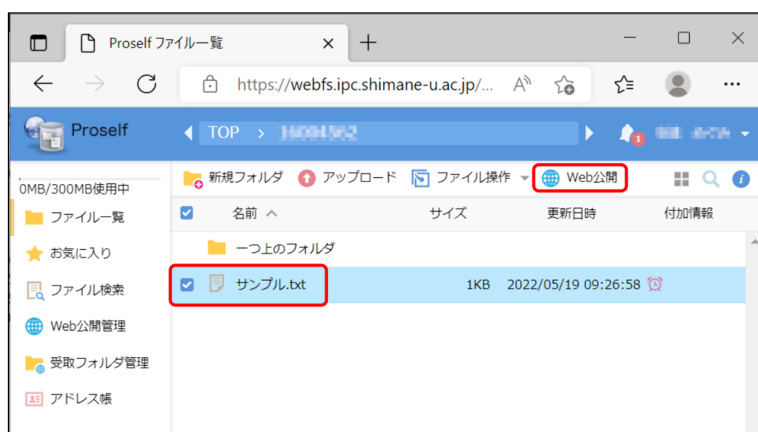 Proself ファイル一覧
https://webfs.ipc.shimane-u.ac.jp/...
Proself
TOP >
1
0MB/300MB使用中
新規フォルダ アップロード ファイル操作 Web公開
ファイル一覧
お気に入り
ファイル検索
Web公開管理
受取フォルダ管理
アドレス帳
名前 サイズ 更新日時 付加情報
一つ上のフォルダ
サンプル.txt 1KB 2022/05/19 09:26:58